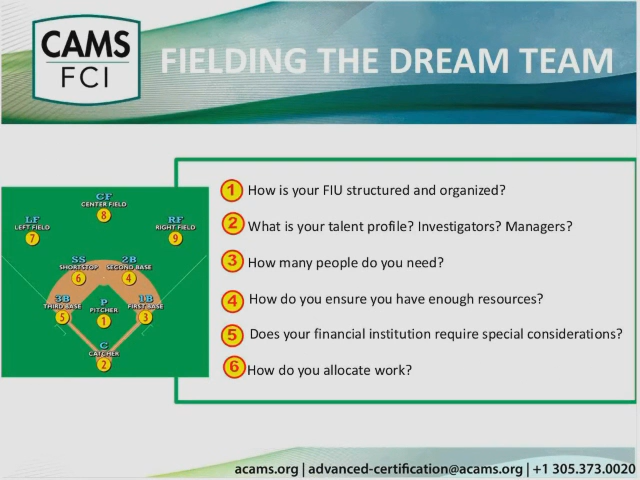 CAMS
FCI
FIELDING THE DREAM TEAM
CF
CENTER FIELD
8
LF
LEFT FIELD
7
RF
RIGHT FIELD
9
SS
SHORTSTOP
6
2B
SECOND BASE
4
3B
THIRD BASE
5
P
PITCHER
1
1B
FIRST BASE
3
C
CATCHER
2
1 How is your FIU structured and organized?
2 What is your talent profile? Investigators? Managers?
3 How many people do you need?
4 How do you ensure you have enough resources?
5 Does your financial institution require special considerations?
6 How do you allocate work?
acams.org | advanced-certification@acams.org | +1 305.373.0020